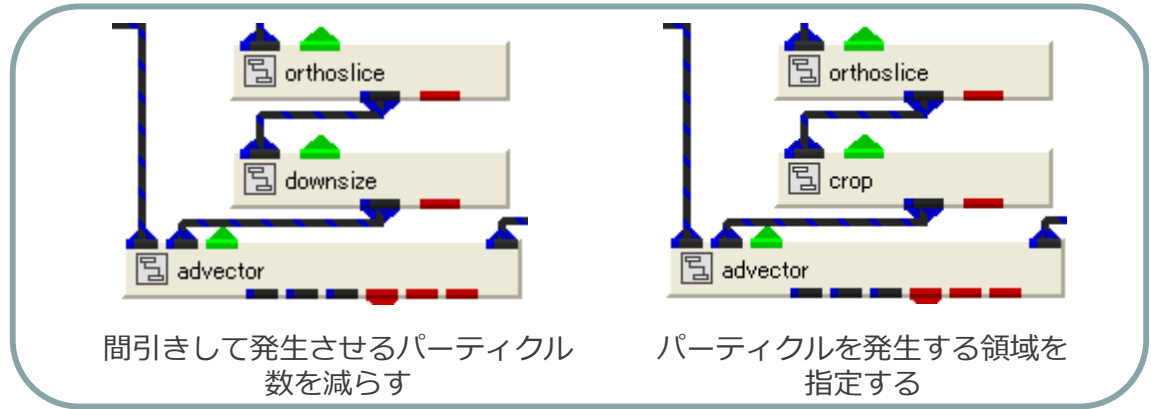 orthoslice
downsize
advector
間引きして発生させるパーティクル
数を減らす
orthoslice
crop
advector
パーティクルを発生する領域を
指定する